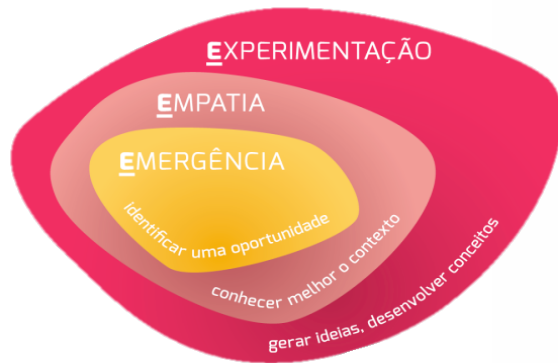 EXPERIMENTAÇÃO
EMPATIA
EMERGÊNCIA
identificar uma oportunidade
conhecer melhor o contexto
gerar ideias, desenvolver conceitos